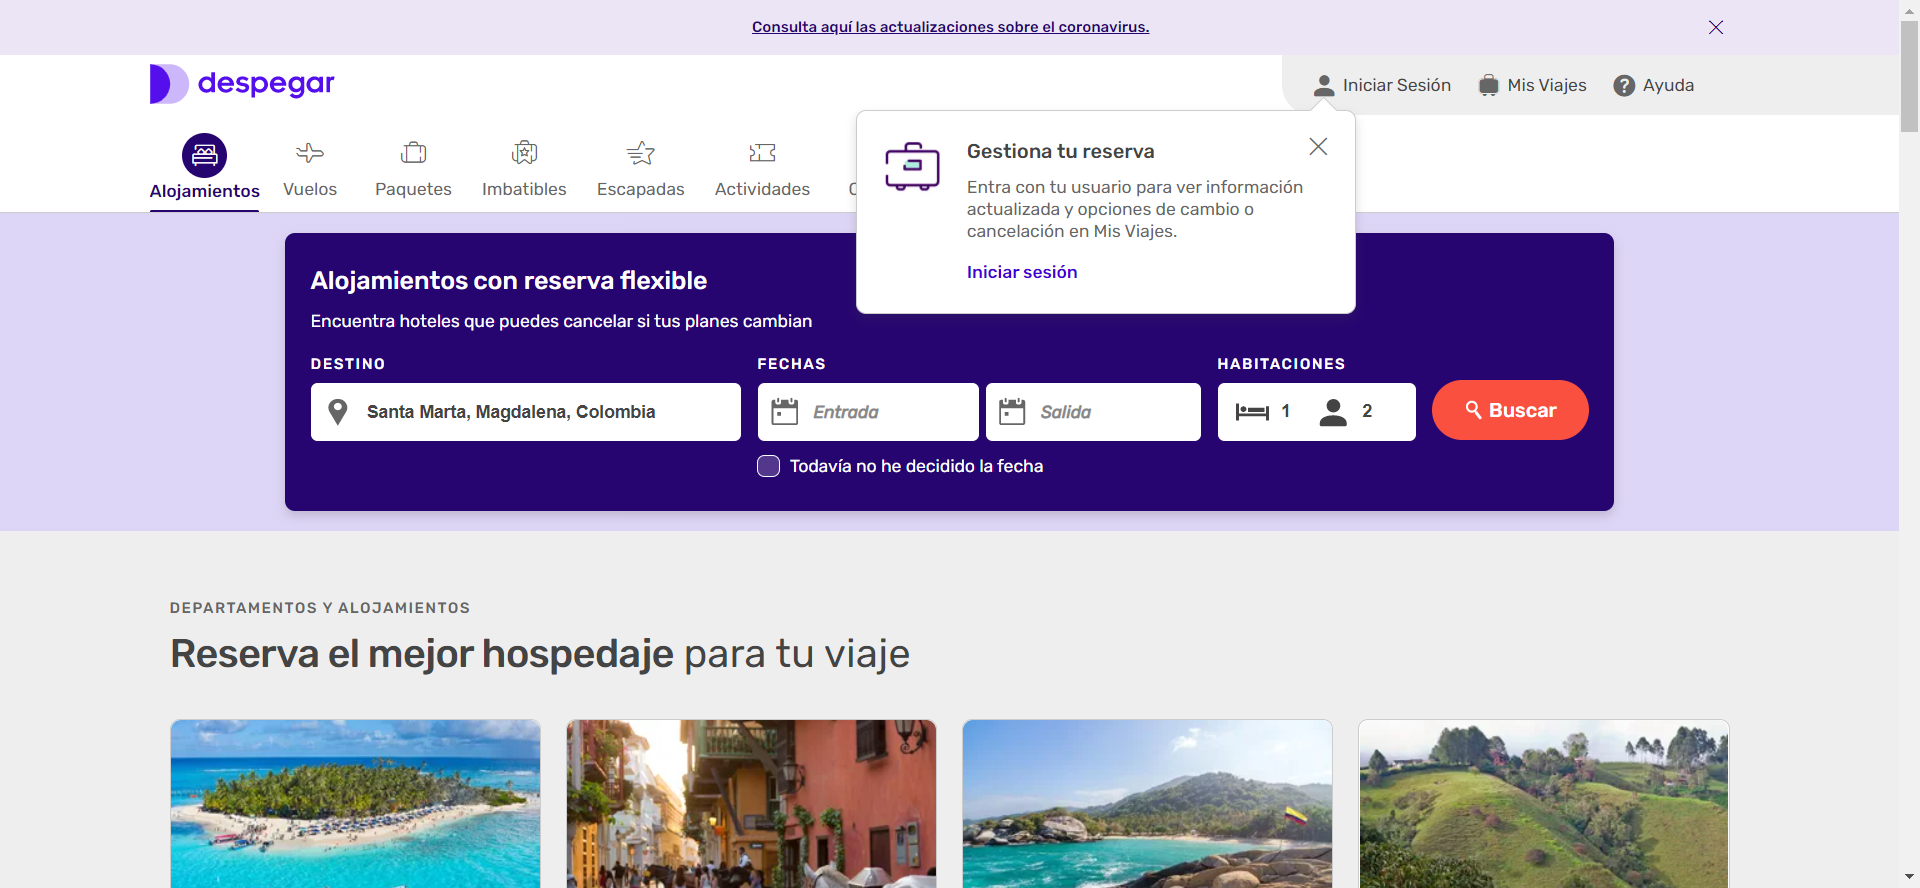 Consulta aquí las actualizaciones sobre el coronavirus.
despegar
Iniciar Sesión
Mis Viajes
? Ayuda
Alojamientos
Vuelos
Paquetes
Imbatibles
Escapadas
Actividades
Gestiona tu reserva
Entra con tu usuario para ver información
actualizada y opciones de cambio o
cancelación en Mis Viajes.
Iniciar sesión
Alojamientos con reserva flexible
Encuentra hoteles que puedes cancelar si tus planes cambian
DESTINO
FECHAS
HABITACIONES
Santa Marta, Magdalena, Colombia
Entrada
Salida
1
2
Buscar
Todavía no he decidido la fecha
DEPARTAMENTOS Y ALOJAMIENTOS
Reserva el mejor hospedaje para tu viaje